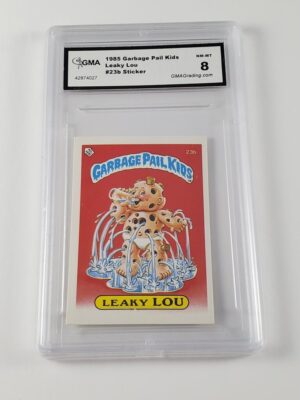 GMA
1985 Garbage Pail Kids
Leaky Lou
#23b Sticker
42974027
NM-MT
8
GMAGrading.com
23b
GARBAGE PAIL KIDS
LEAKY LOU